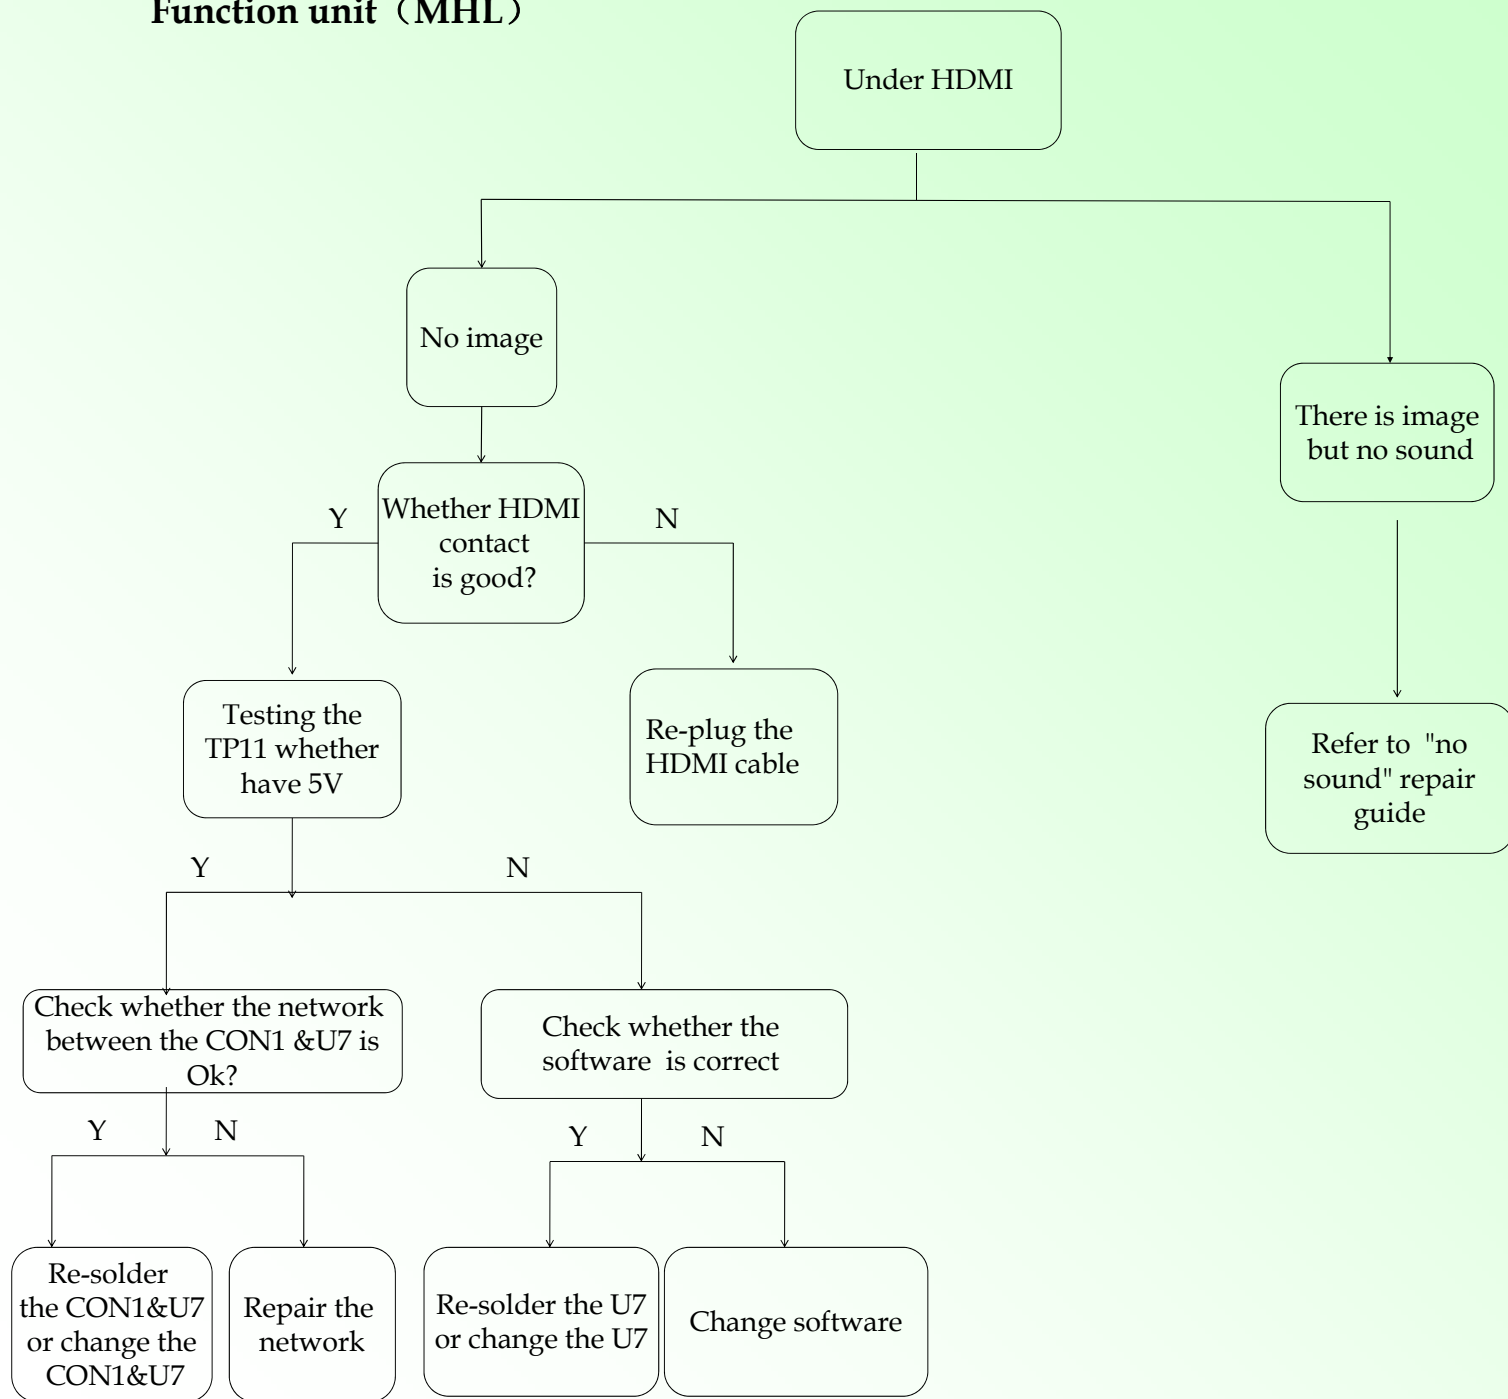 Function unit（MHL）
Under HDMI
No image
There is image
but no sound
Whether HDMI
contact
is good?
Y
N
Testing the
TP11 whether
have 5V
Re-plug the
HDMI cable
Refer to "no
sound" repair
guide
Y
N
Check whether the network
between the CON1 &U7 is
Ok?
Check whether the
software is correct
Y
N
Y
N
Re-solder
the CON1&U7
or change the
CON1&U7
Repair the
network
Re-solder the U7
or change the U7
Change software